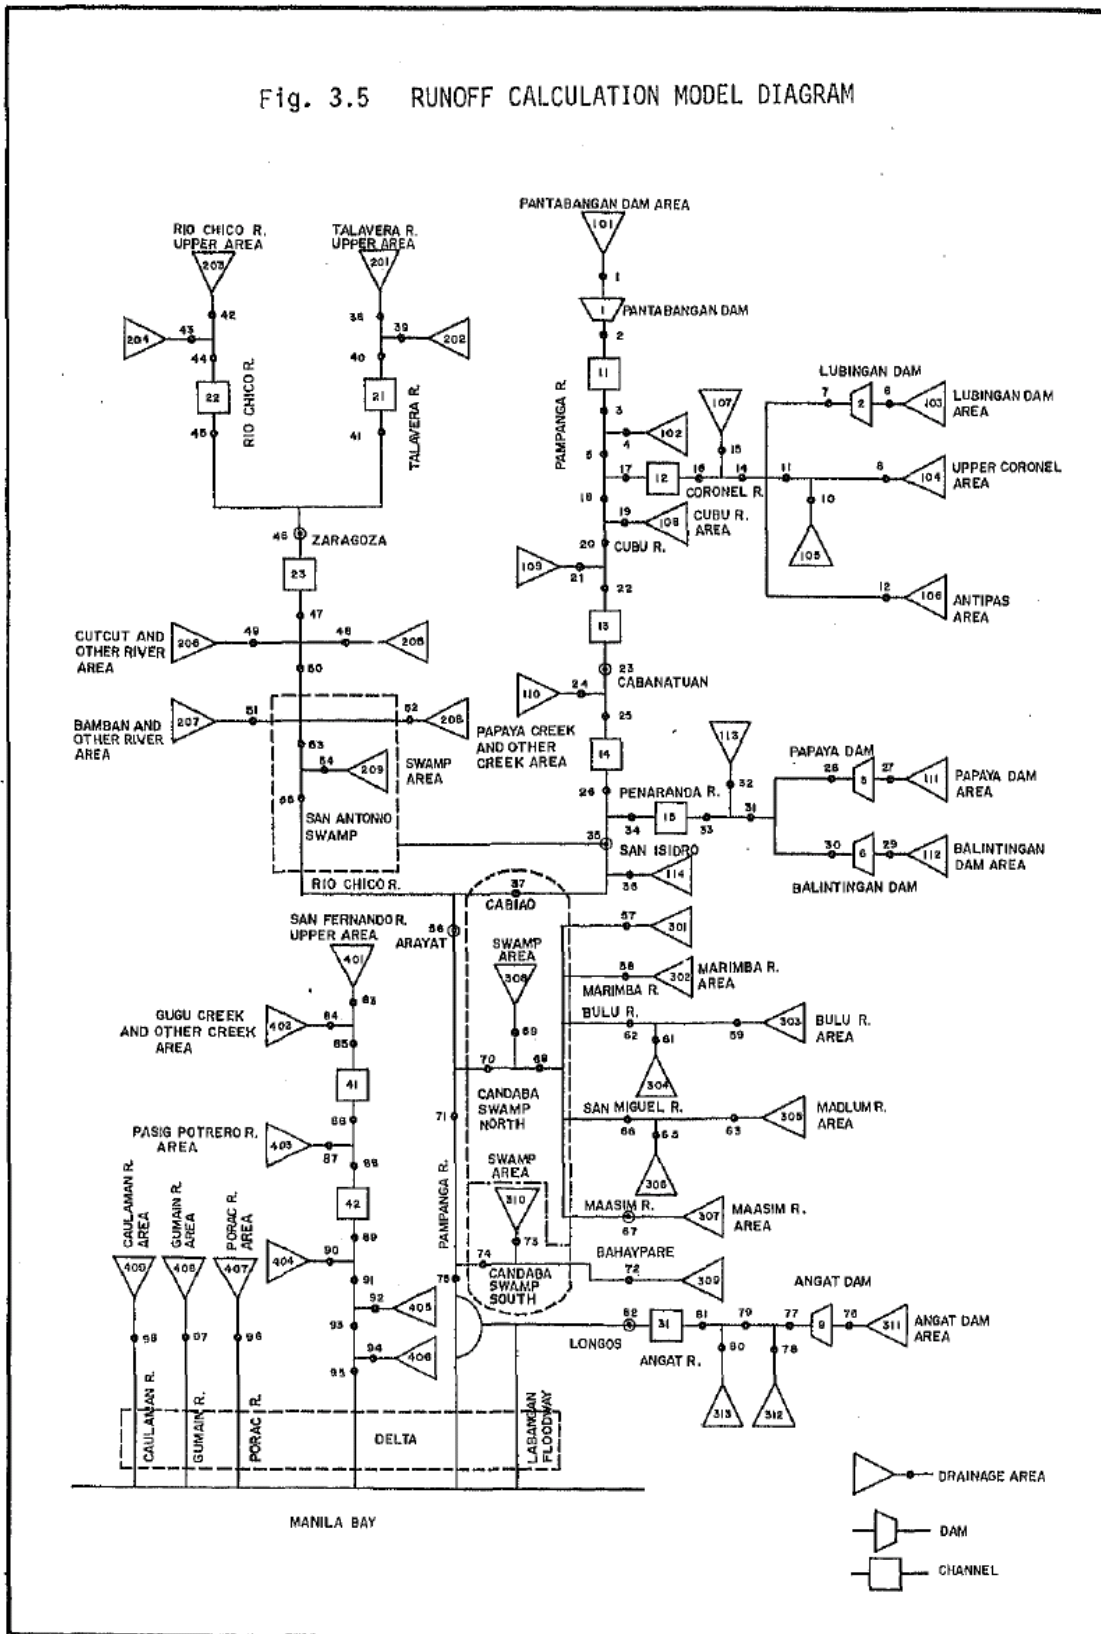 Fig. 3.5 RUNOFF CALCULATION MODEL DIAGRAM
PANTABANGAN DAM AREA
101
1
1
PANTABANGAN DAM
2
11
3
PAMPANGA R.
4
102
5
RIO CHICO R.
UPPER AREA
203
42
204
43
44
22
RIO CHICO R.
45
TALAVERA R.
UPPER AREA
201
38
39
202
40
21
TALAVERA R.
41
107
15
17
12
16
14
CORONEL R.
11
LUBINGAN DAM
7
2
6
103
LUBINGAN DAM
AREA
8
104
UPPER CORONEL
AREA
10
105
12
106
ANTIPAS
AREA
18
19
108
CUBU R.
AREA
20
CUBU R.
109
21
22
13
23
CABANATUAN
110
24
25
PAPAYA CREEK
AND OTHER
CREEK AREA
14
26
46
ZARAGOZA
23
47
CUTCUT AND
OTHER RIVER
AREA
206
49
48
205
50
BAMBAN AND
OTHER RIVER
AREA
207
51
52
208
53
54
209
SWAMP
AREA
55
SAN ANTONIO
SWAMP
RIO CHICO R.
113
32
PENARANDA R.
34
15
33
31
PAPAYA DAM
28
5
27
111
PAPAYA DAM
AREA
30
6
29
112
BALINTINGAN
DAM AREA
BALINTINGAN DAM
35
SAN ISIDRO
36
114
37
CABIAO
56
ARAYAT
SAN FERNANDO R.
UPPER AREA
401
83
GUGU CREEK
AND OTHER CREEK
AREA
402
84
85
41
86
PASIG POTRERO R.
AREA
403
87
88
42
89
404
90
91
92
405
93
94
406
95
SWAMP
AREA
308
69
70
68
CANDABA
SWAMP
NORTH
71
PAMPANGA R.
57
301
58
302
MARIMBA R.
AREA
MARIMBA R.
BULU R.
62
61
59
303
BULU R.
AREA
304
SAN MIGUEL R.
66
65
63
305
MADLUM R.
AREA
306
MAASIM R.
67
307
MAASIM R.
AREA
SWAMP
AREA
310
73
74
75
CANDABA
SWAMP
SOUTH
BAHAYPARE
72
309
ANGAT DAM
82
31
81
79
77
9
76
311
ANGAT DAM
AREA
LONGOS
ANGAT R.
80
78
313
312
CAULAMAN R.
AREA
GUMAIN R.
AREA
PORAC R.
AREA
409
408
407
98
97
96
CAULAMAN R.
GUMAIN R.
PORAC R.
DELTA
LABANGAN
FLOODWAY
MANILA BAY
DRAINAGE AREA
DAM
CHANNEL